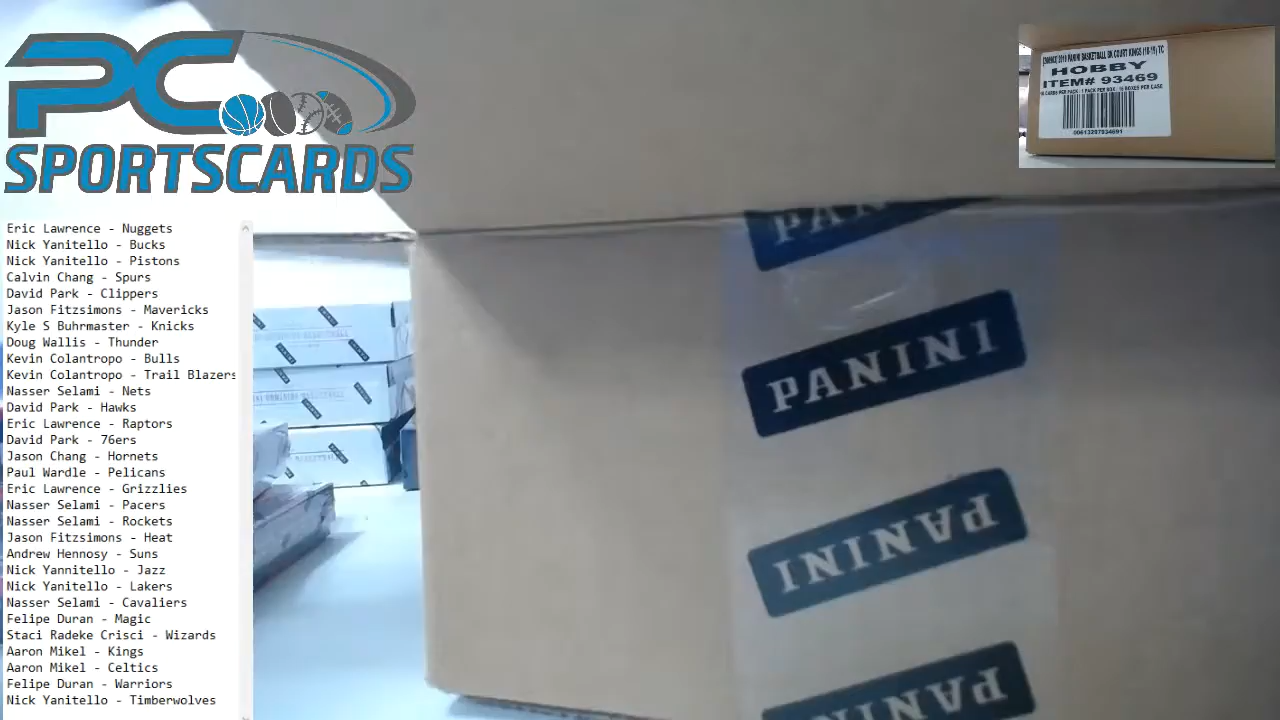 PC
SPORTSCARDS
HOBBY
ITEM# 93469
Eric Lawrence - Nuggets
Nick Yanitello - Bucks
Nick Yanitello - Pistons
Calvin Chang - Spurs
David Park - Clippers
Jason Fitzsimons - Mavericks
Kyle S Buhrmaster - Knicks
Doug Wallis - Thunder
Kevin Colantropo - Bulls
Kevin Colantropo - Trail Blazers
Nasser Selami - Nets
David Park - Hawks
Eric Lawrence - Raptors
David Park - 76ers
Jason Chang - Hornets
Paul Wardle - Pelicans
Eric Lawrence - Grizzlies
Nasser Selami - Pacers
Nasser Selami - Rockets
Jason Fitzsimons - Heat
Andrew Hennosy - Suns
Nick Yannitello - Jazz
Nick Yanitello - Lakers
Nasser Selami - Cavaliers
Felipe Duran - Magic
Staci Radeke Crisci - Wizards
Aaron Mikel - Kings
Aaron Mikel - Celtics
Felipe Duran - Warriors
Nick Yanitello - Timberwolves
PAN
PANINI
PANINI
PANINI